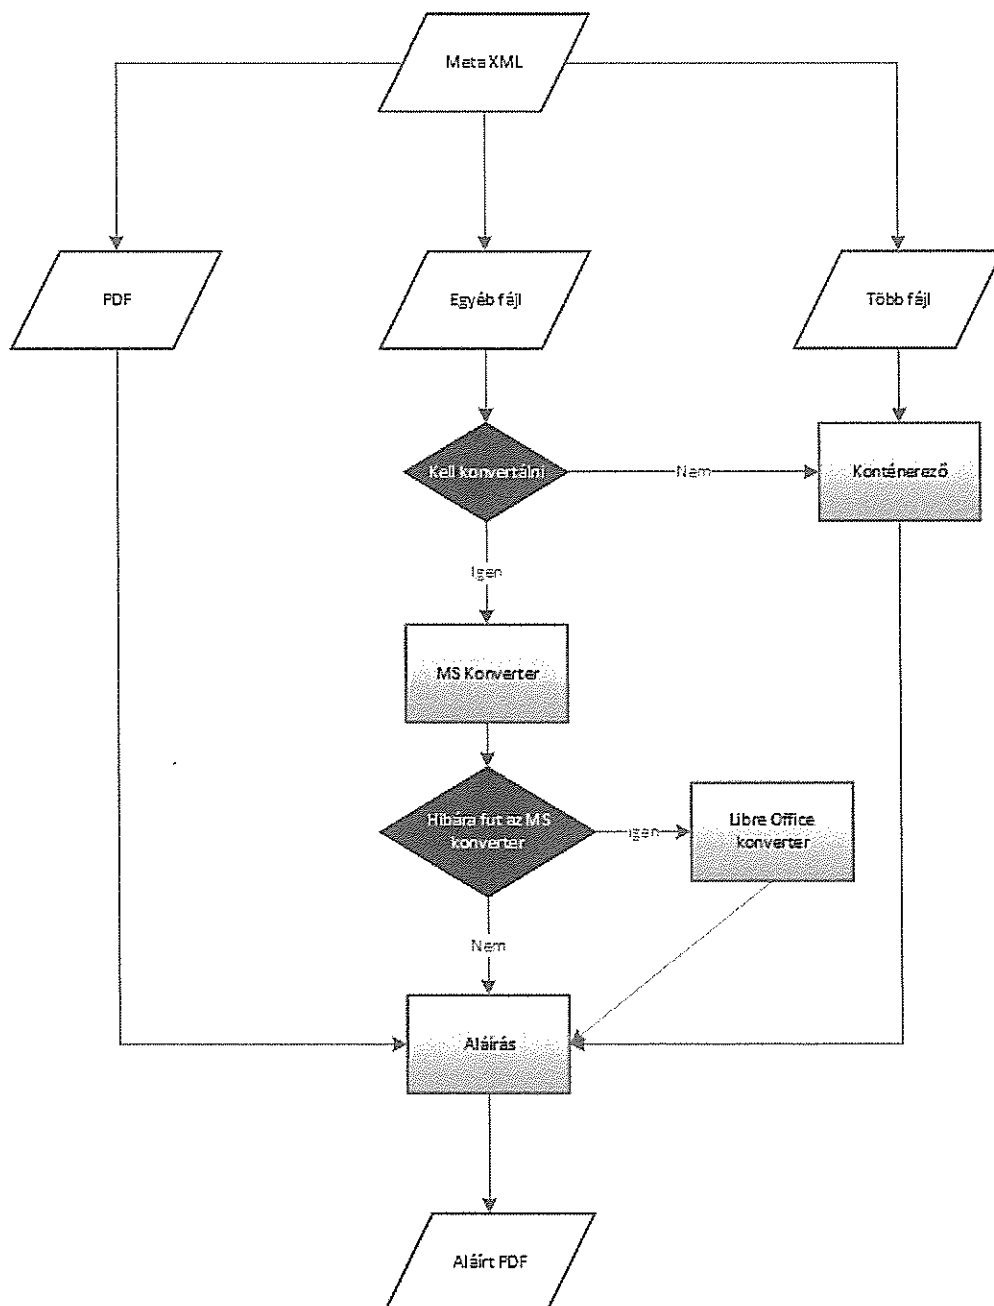 Meta XML
PDF
Egyéb fájl
Több fájl
Kell konvertálni
Nem
Konténerező
Igen
MS Konverter
Hibára fut az MS
konverter
Igen
Libre Office
konverter
Nem
Aláírás
Aláírt PDF